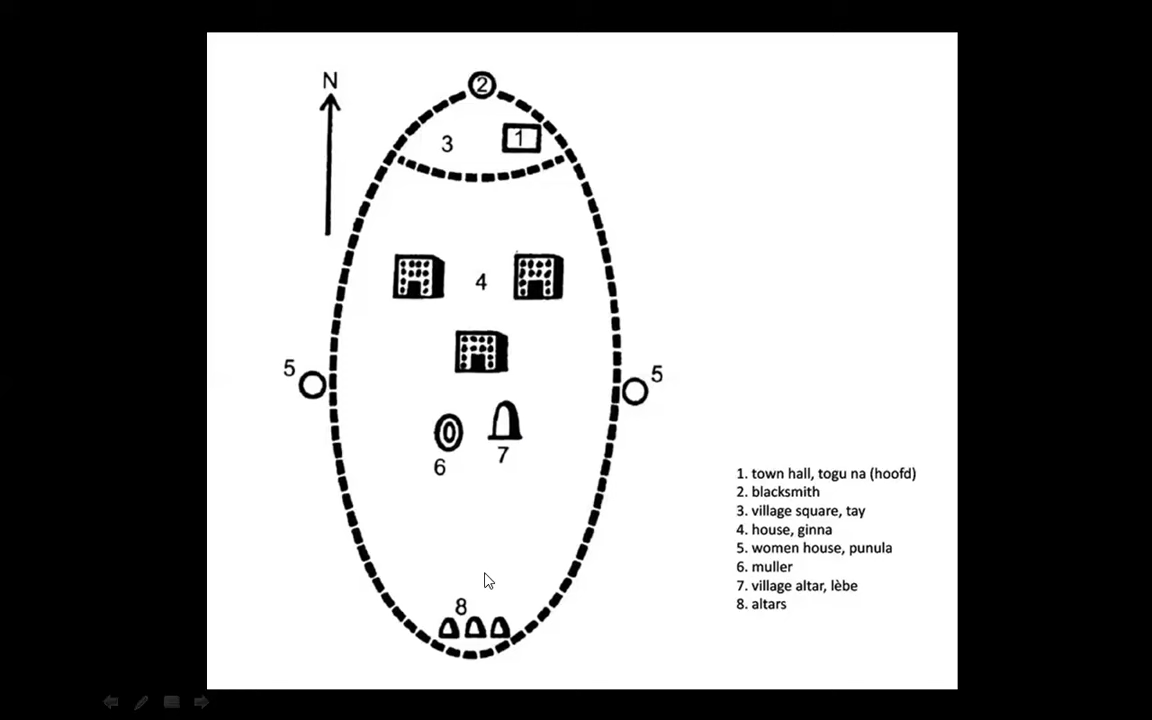 N
2
3
1
4
5
5
6
7
8
1. town hall, togu na (hoofd)
2. blacksmith
3. village square, tay
4. house, ginna
5. women house, punula
6. muller
7. village altar, lèbe
8. altars